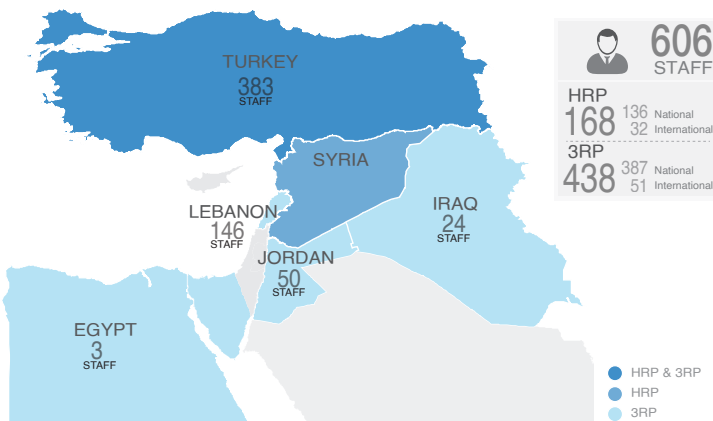 TURKEY
383
STAFF
SYRIA
LEBANON
146
STAFF
JORDAN
50
STAFF
IRAQ
24
STAFF
EGYPT
3
STAFF
606
STAFF
HRP
168
136 National
32 International
3RP
438
387 National
51 International
HRP & 3RP
HRP
3RP